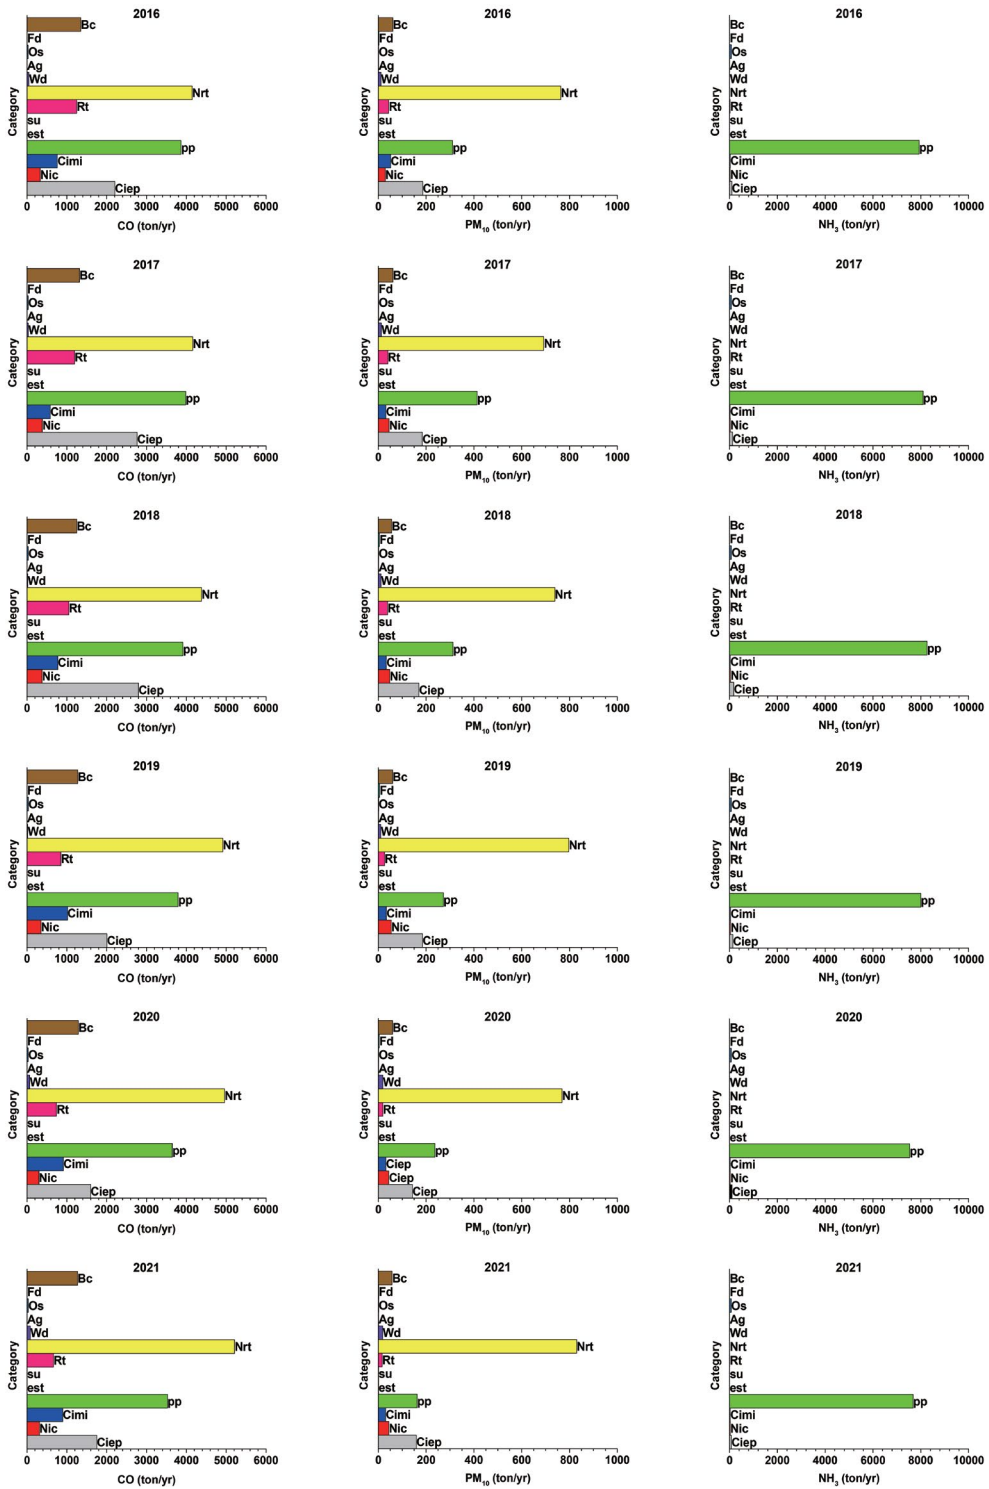 2016
Category
Bc
Fd
Os
Ag
Wd
Nrt
Rt
su
est
pp
Cimi
Nic
Ciep
0 1000 2000 3000 4000 5000 6000
CO (ton/yr)
2016
Bc
Fd
Os
Ag
Wd
Nrt
Rt
su
est
pp
Cimi
Nic
Ciep
0 200 400 600 800 1000
PM10 (ton/yr)
2016
Category
Bc
Fd
Os
Ag
Wd
Nrt
Rt
su
est
pp
Cimi
Nic
Ciep
0 2000 4000 6000 8000 10000
NH3 (ton/yr)
2017
Category
Bc
Fd
Os
Ag
Wd
Nrt
Rt
su
est
pp
Cimi
Nic
Ciep
0 1000 2000 3000 4000 5000 6000
CO (ton/yr)
2017
Bc
Fd
Os
Ag
Wd
Nrt
Rt
su
est
pp
Cimi
Nic
Ciep
0 200 400 600 800 1000
PM10 (ton/yr)
2017
Category
Bc
Fd
Os
Ag
Wd
Nrt
Rt
su
est
pp
Cimi
Nic
Ciep
0 2000 4000 6000 8000 10000
NH3 (ton/yr)
2018
Category
Bc
Fd
Os
Ag
Wd
Nrt
Rt
su
est
pp
Cimi
Nic
Ciep
0 1000 2000 3000 4000 5000 6000
CO (ton/yr)
2018
Bc
Fd
Os
Ag
Wd
Nrt
Rt
su
est
pp
Cimi
Nic
Ciep
0 200 400 600 800 1000
PM10 (ton/yr)
2018
Category
Bc
Fd
Os
Ag
Wd
Nrt
Rt
su
est
pp
Cimi
Nic
Ciep
0 2000 4000 6000 8000 10000
NH3 (ton/yr)
2019
Category
Bc
Fd
Os
Ag
Wd
Nrt
Rt
su
est
pp
Cimi
Nic
Ciep
0 1000 2000 3000 4000 5000 6000
CO (ton/yr)
2019
Bc
Fd
Os
Ag
Wd
Nrt
Rt
su
est
pp
Cimi
Nic
Ciep
0 200 400 600 800 1000
PM10 (ton/yr)
2019
Category
Bc
Fd
Os
Ag
Wd
Nrt
Rt
su
est
pp
Cimi
Nic
Ciep
0 2000 4000 6000 8000 10000
NH3 (ton/yr)
2020
Category
Bc
Fd
Os
Ag
Wd
Nrt
Rt
su
est
pp
Cimi
Nic
Ciep
0 1000 2000 3000 4000 5000 6000
CO (ton/yr)
2020
Bc
Fd
Os
Ag
Wd
Nrt
Rt
su
est
pp
Ciep
Ciep
Ciep
0 200 400 600 800 1000
PM10 (ton/yr)
2020
Category
Bc
Fd
Os
Ag
Wd
Nrt
Rt
su
est
pp
Cimi
Nic
Ciep
0 2000 4000 6000 8000 10000
NH3 (ton/yr)
2021
Category
Bc
Fd
Os
Ag
Wd
Nrt
Rt
su
est
pp
Cimi
Nic
Ciep
0 1000 2000 3000 4000 5000 6000
CO (ton/yr)
2021
Bc
Fd
Os
Ag
Wd
Nrt
Rt
su
est
pp
Cimi
Nic
Ciep
0 200 400 600 800 1000
PM10 (ton/yr)
2021
Category
Bc
Fd
Os
Ag
Wd
Nrt
Rt
su
est
pp
Cimi
Nic
Ciep
0 2000 4000 6000 8000 10000
NH3 (ton/yr)